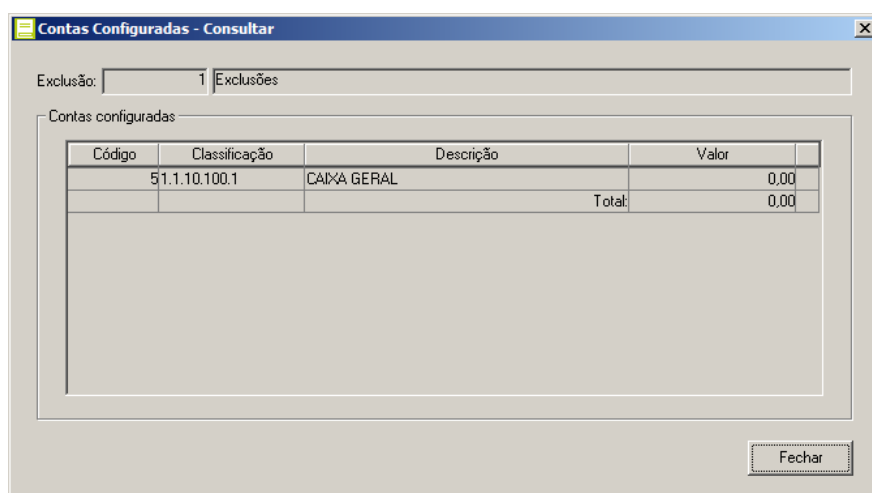 Contas Configuradas - Consultar
Exclusão: 1 Exclusões
Contas configuradas
Código Classificação Descrição Valor
5 1.1.10.100.1 CAIXA GERAL 0,00
Total: 0,00
Fechar